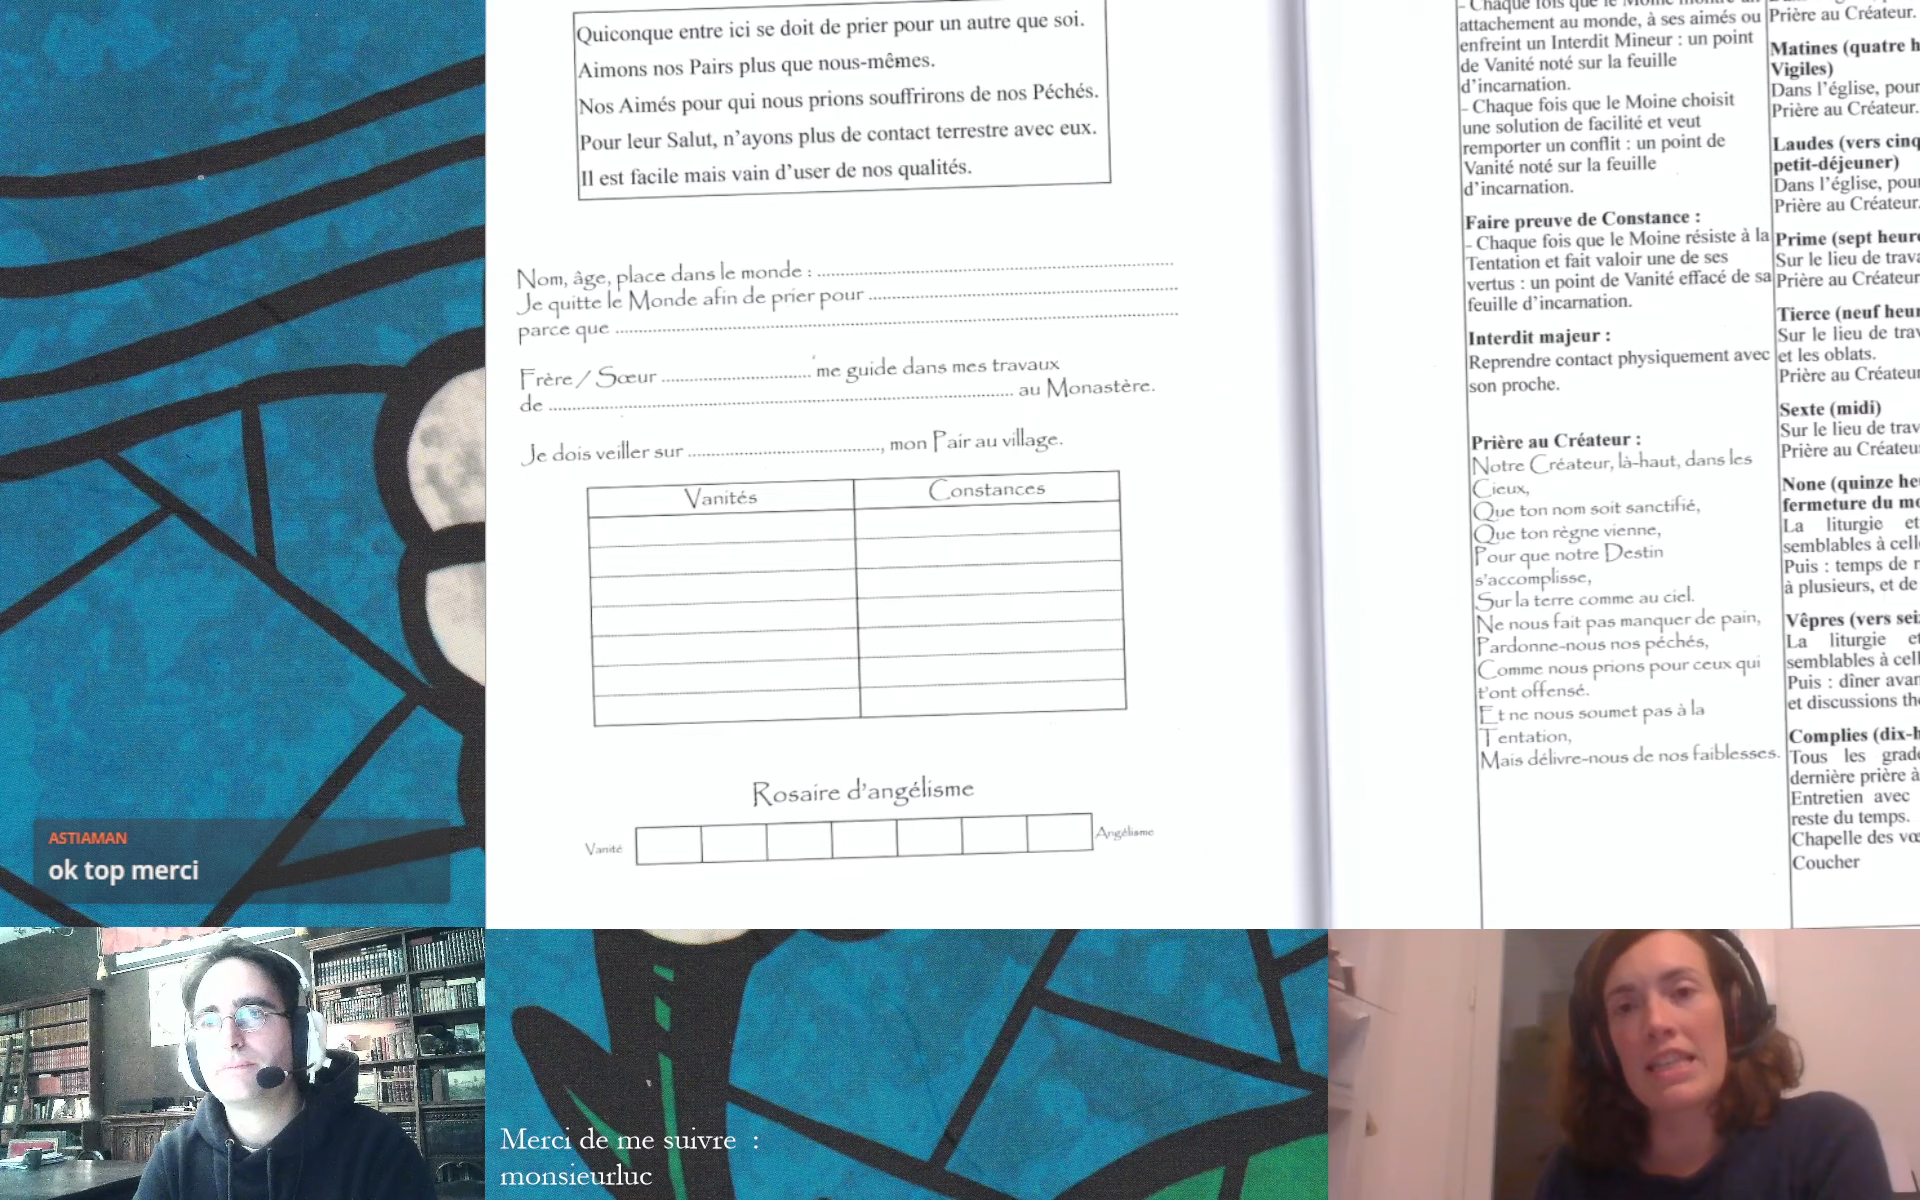 Quiconque entre ici se doit de prier pour un autre que soi.
Aimons nos Pairs plus que nous-mêmes.
Nos Aimés pour qui nous prions souffrirons de nos Péchés.
Pour leur Salut, n'ayons plus de contact terrestre avec eux.
Il est facile mais vain d'user de nos qualités.
Nom, âge, place dans le monde :
Je quitte le Monde afin de prier pour
parce que
Frère / Sœur me guide dans mes travaux
de au Monastère.
Je dois veiller sur , mon Pair au village.
Vanités Constances
Rosaire d'angélisme
Vanité Angélisme
- Chaque fois que le Moine montre un
attachement au monde, à ses aimés ou
enfreint un Interdit Mineur : un point
de Vanité noté sur la feuille
d'incarnation.
- Chaque fois que le Moine choisit
une solution de facilité et veut
remporter un conflit : un point de
Vanité noté sur la feuille
d'incarnation.
Faire preuve de Constance :
- Chaque fois que le Moine résiste à la
Tentation et fait valoir une de ses
vertus : un point de Vanité effacé de sa
feuille d'incarnation.
Interdit majeur :
Reprendre contact physiquement avec
son proche.
Prière au Créateur :
Notre Créateur, là-haut, dans les
Cieux,
Que ton nom soit sanctifié,
Que ton règne vienne,
Pour que notre Destin
s'accomplisse,
Sur la terre comme au ciel.
Ne nous fait pas manquer de pain,
Pardonne-nous nos péchés,
Comme nous prions pour ceux qui
t'ont offensé.
Et ne nous soumet pas à la
Tentation,
Mais délivre-nous de nos faiblesses.
Prière au Créateur.
Matines (quatre h
Vigiles)
Dans l'église, pour
Prière au Créateur.
Laudes (vers cinq
petit-déjeuner)
Dans l'église, pour
Prière au Créateur.
Prime (sept heure
Sur le lieu de trava
Prière au Créateur
Tierce (neuf heur
Sur le lieu de trav
et les oblats.
Prière au Créateur
Sexte (midi)
Sur le lieu de trav
Prière au Créateu
None (quinze he
fermeture du mo
La liturgie et
semblables à celle
Puis : temps de r
à plusieurs, et de
Vêpres (vers sei
La liturgie et
semblables à cell
Puis : dîner avan
et discussions thé
Complies (dix-h
Tous les grade
dernière prière à
Entretien avec
reste du temps.
Chapelle des vœ
Coucher
ASTIAMAN
ok top merci
Merci de me suivre :
monsieurluc